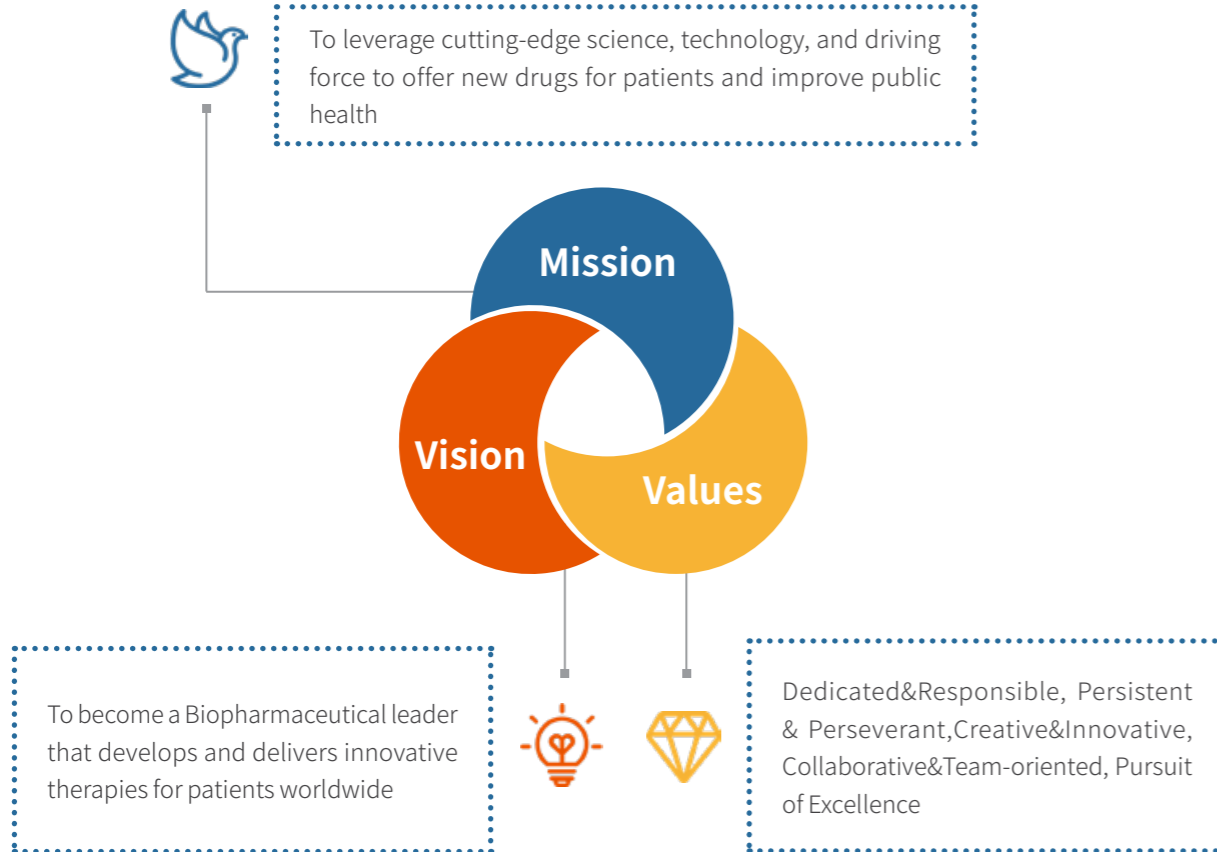 To leverage cutting-edge science, technology, and driving
force to offer new drugs for patients and improve public
health
Mission
Vision
Values
To become a Biopharmaceutical leader
that develops and delivers innovative
therapies for patients worldwide
Dedicated&Responsible, Persistent
& Perseverant,Creative&Innovative,
Collaborative&Team-oriented, Pursuit
of Excellence